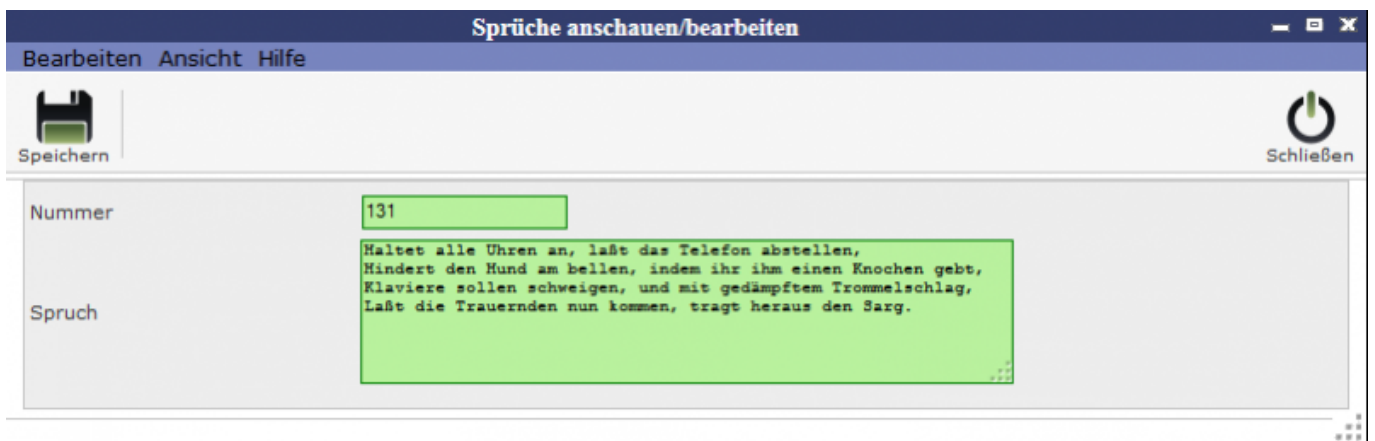 Sprüche anschauen/bearbeiten
Bearbeiten Ansicht Hilfe
Speichern
Schließen
Nummer
131
Spruch
Haltet alle Uhren an, laßt das Telefon abstellen,
Hindert den Hund am bellen, indem ihr ihm einen Knochen gebt,
Klaviere sollen schweigen, und mit gedämpftem Trommelschlag,
Laßt die Trauernden nun kommen, tragt heraus den Sarg.